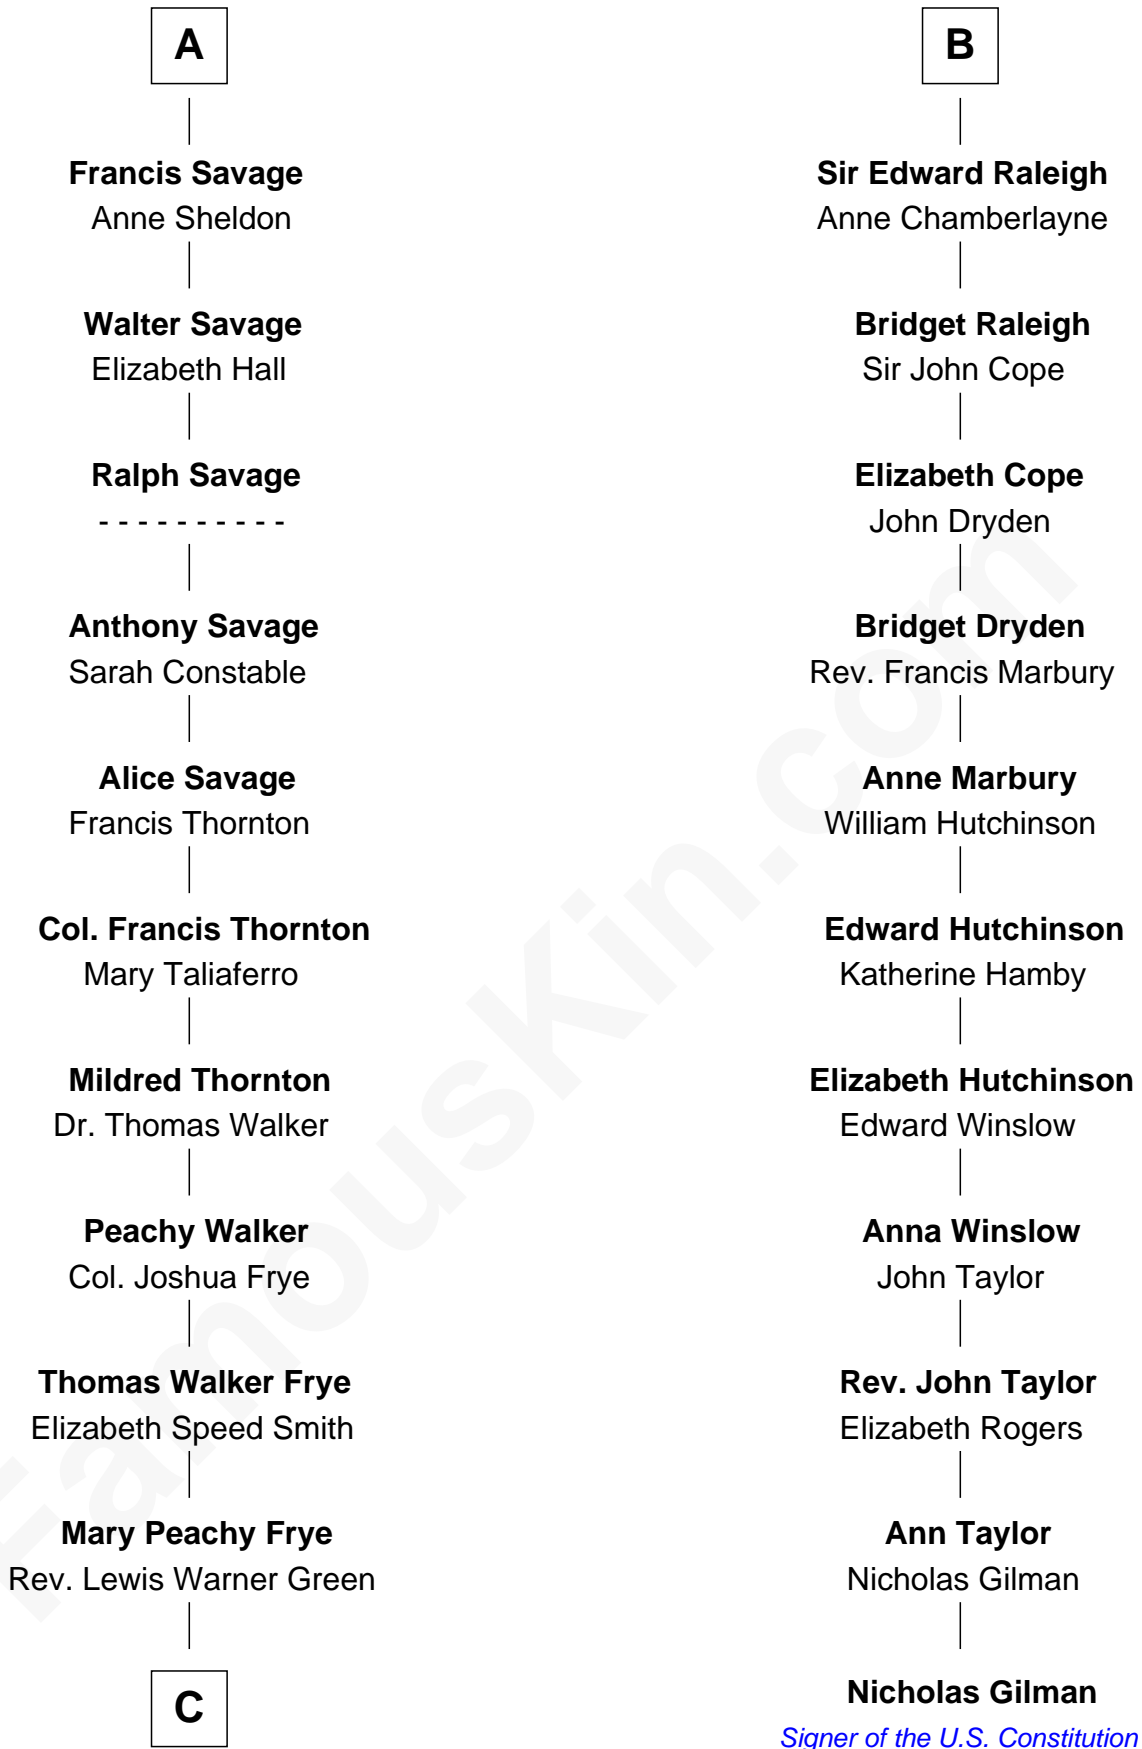 A
Francis Savage
Anne Sheldon
Walter Savage
Elizabeth Hall
Ralph Savage
- - - - - - - - - -
Anthony Savage
Sarah Constable
Alice Savage
Francis Thornton
Col. Francis Thornton
Mary Taliaferro
Mildred Thornton
Dr. Thomas Walker
Peachy Walker
Col. Joshua Frye
Thomas Walker Frye
Elizabeth Speed Smith
Mary Peachy Frye
Rev. Lewis Warner Green
C
B
Sir Edward Raleigh
Anne Chamberlayne
Bridget Raleigh
Sir John Cope
Elizabeth Cope
John Dryden
Bridget Dryden
Rev. Francis Marbury
Anne Marbury
William Hutchinson
Edward Hutchinson
Katherine Hamby
Elizabeth Hutchinson
Edward Winslow
Anna Winslow
John Taylor
Rev. John Taylor
Elizabeth Rogers
Ann Taylor
Nicholas Gilman
Nicholas Gilman
Signer of the U.S. Constitution
FamousKin.com